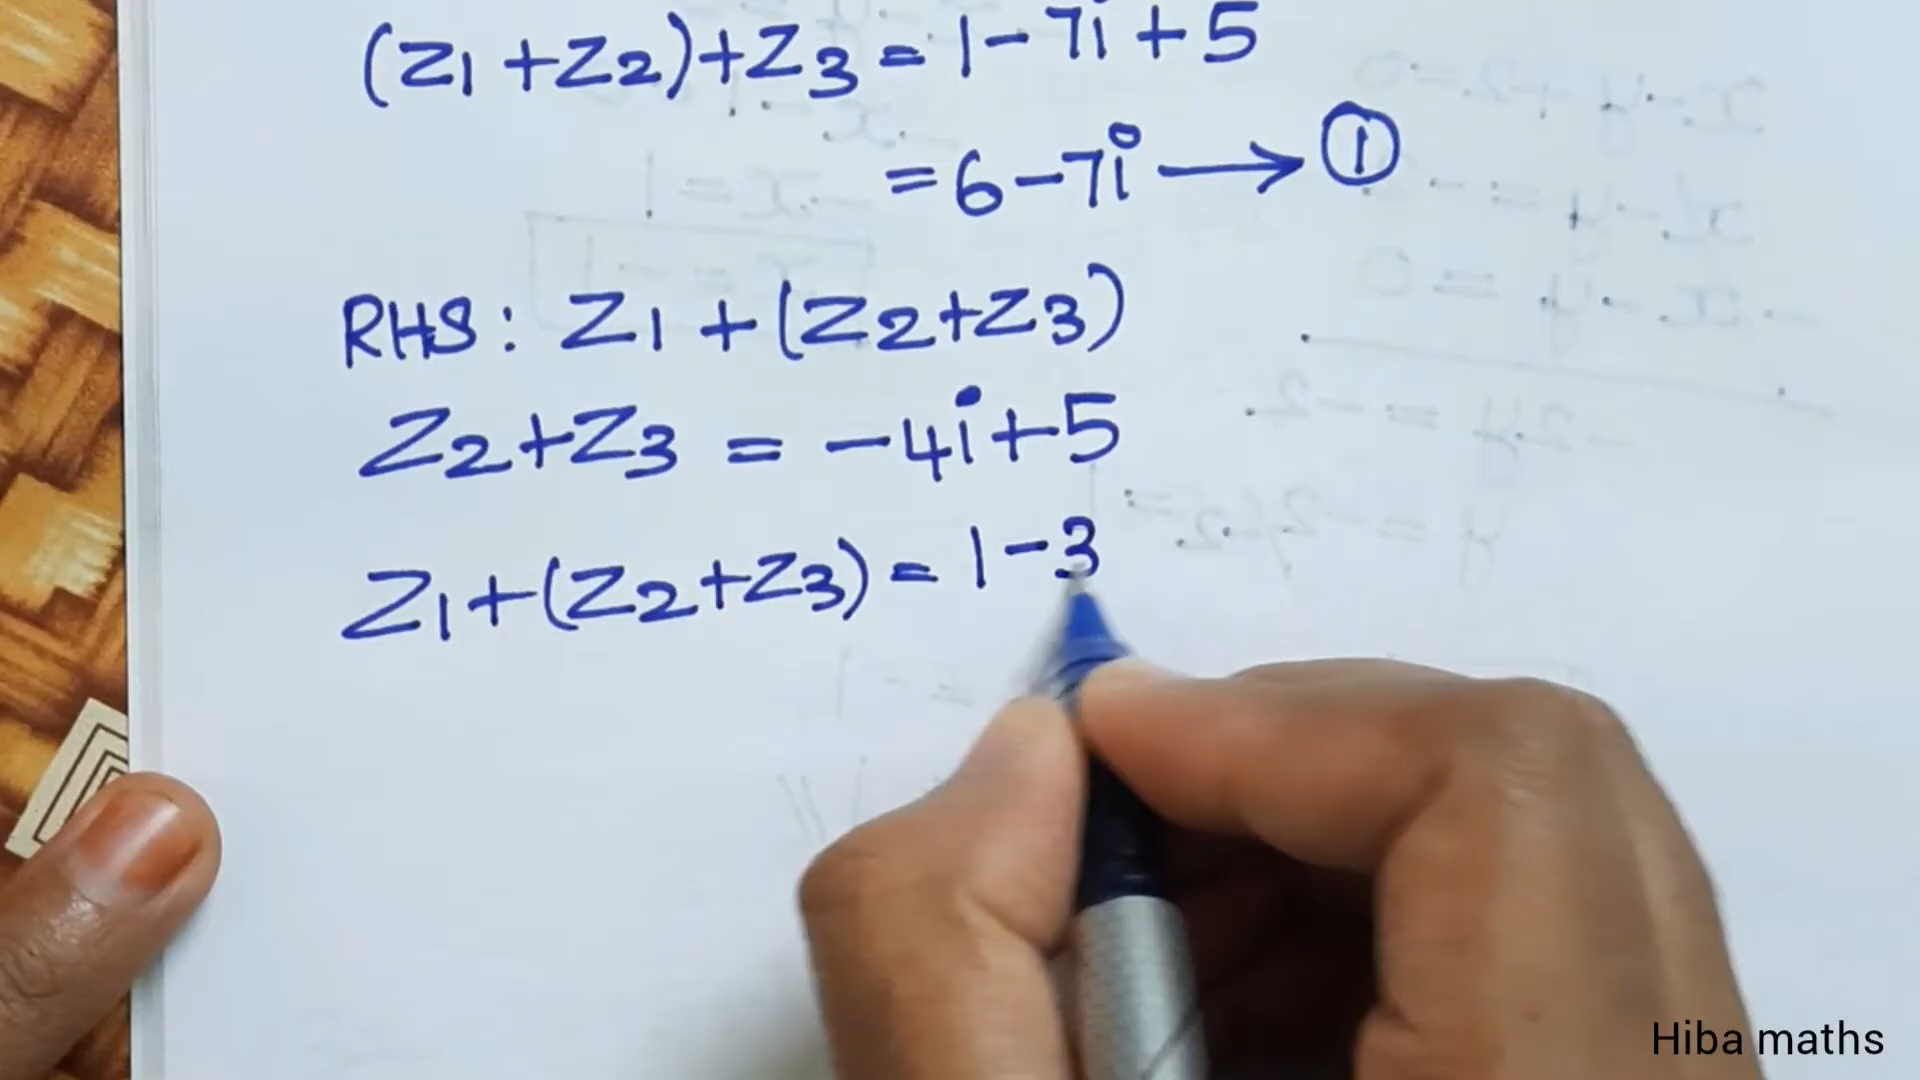 (Z1 + Z2) + Z3 = 1 - 7i + 5
= 6 - 7i → ①
RHS: Z1 + (Z2 + Z3)
Z2 + Z3 = -4i + 5
Z1 + (Z2 + Z3) = 1 - 3
Hiba maths